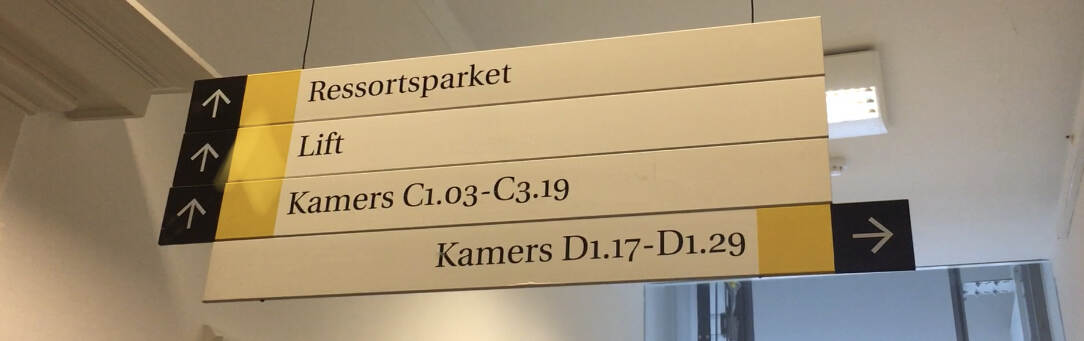 Ressortsparket
Lift
Kamers C1.03-C3.19
Kamers D1.17-D1.29